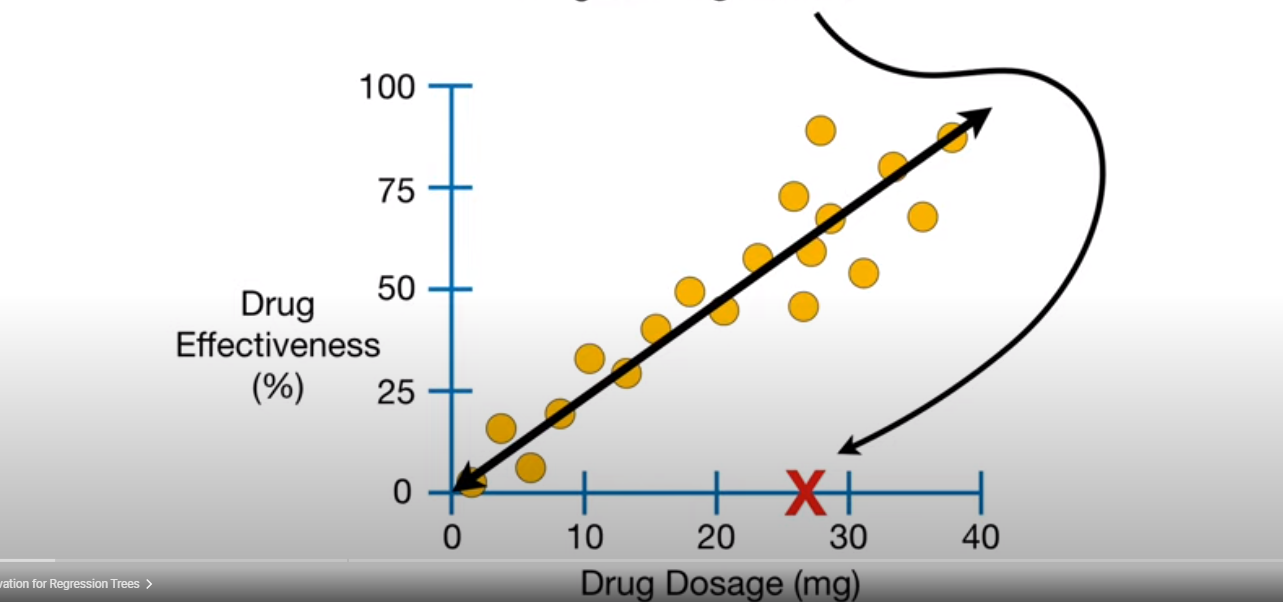 100
75
50
25
0
Drug
Effectiveness
(%)
X
0 10 20 30 40
Drug Dosage (mg)
vation for Regression Trees